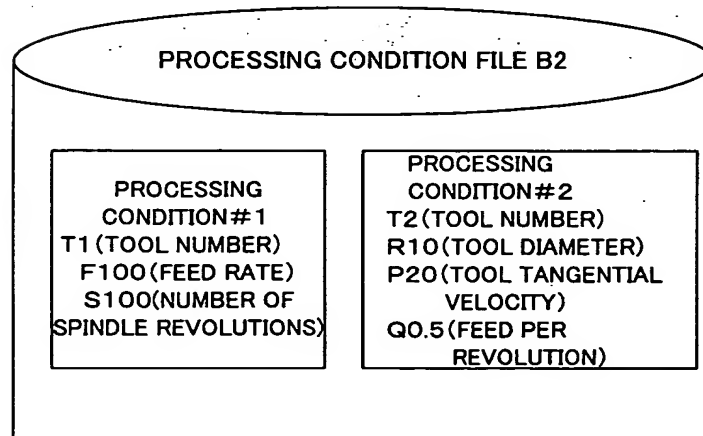 PROCESSING CONDITION FILE B2
PROCESSING
CONDITION#1
T1(TOOL NUMBER)
F100(FEED RATE)
S100(NUMBER OF
SPINDLE REVOLUTIONS)
PROCESSING
CONDITION#2
T2(TOOL NUMBER)
R10(TOOL DIAMETER)
P20(TOOL TANGENTIAL
VELOCITY)
Q0.5(FEED PER
REVOLUTION)